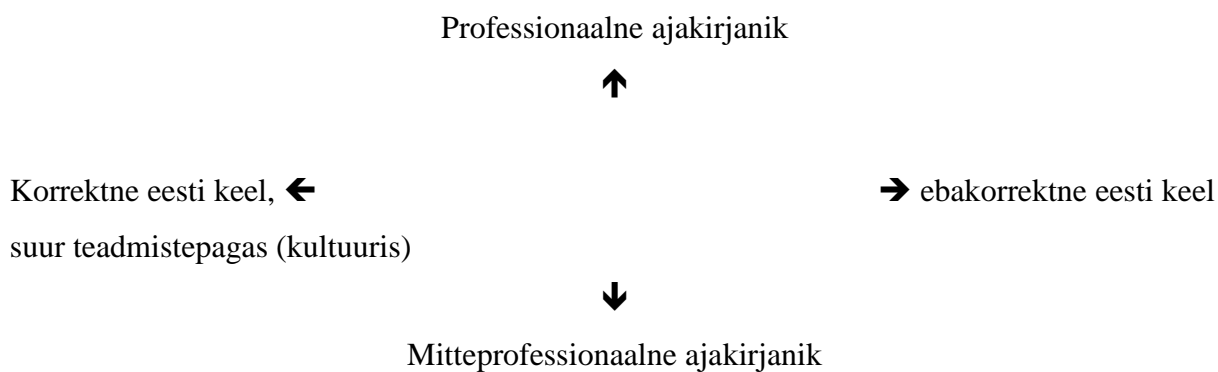 Professionaalne ajakirjanik
↑
Korrektne eesti keel, ← → ebakorrektne eesti keel
suur teadmistepagas (kultuuris)
↓
Mitteprofessionaalne ajakirjanik